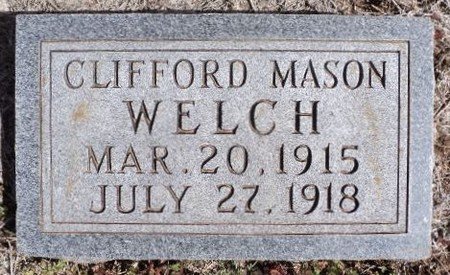 CLIFFORD MASON
WELCH
MAR. 20, 1915
JULY 27, 1918